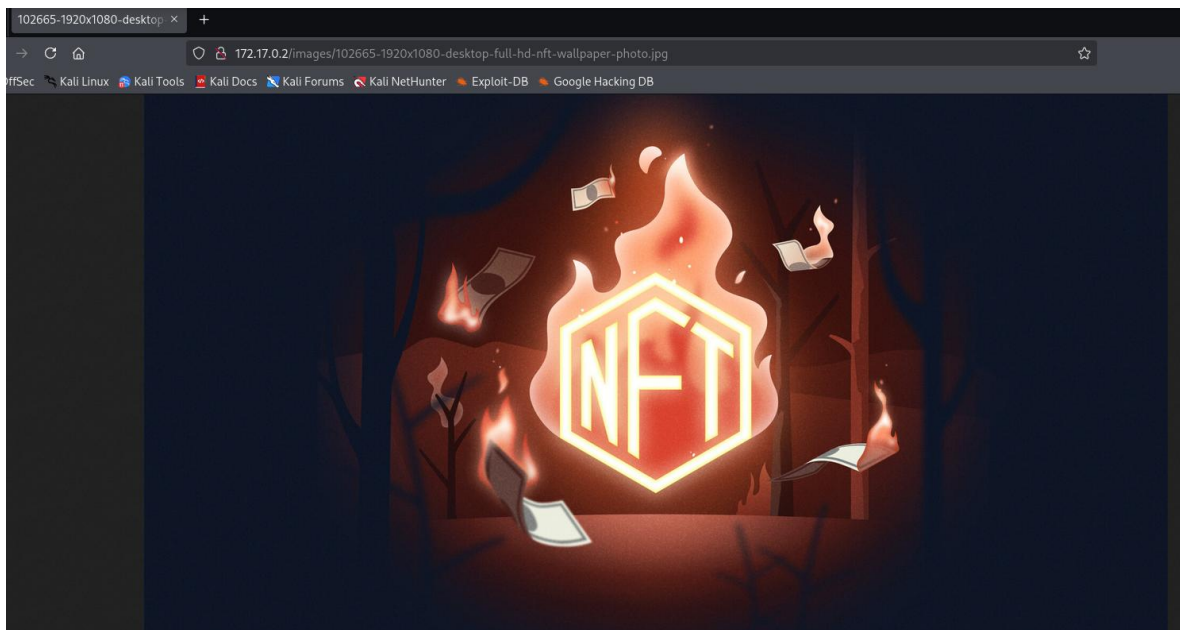 102665-1920x1080-desktop-
172.17.0.2/images/102665-1920x1080-desktop-full-hd-nft-wallpaper-photo.jpg
ffSec Kali Linux Kali Tools Kali Docs Kali Forums Kali NetHunter Exploit-DB Google Hacking DB
NFT